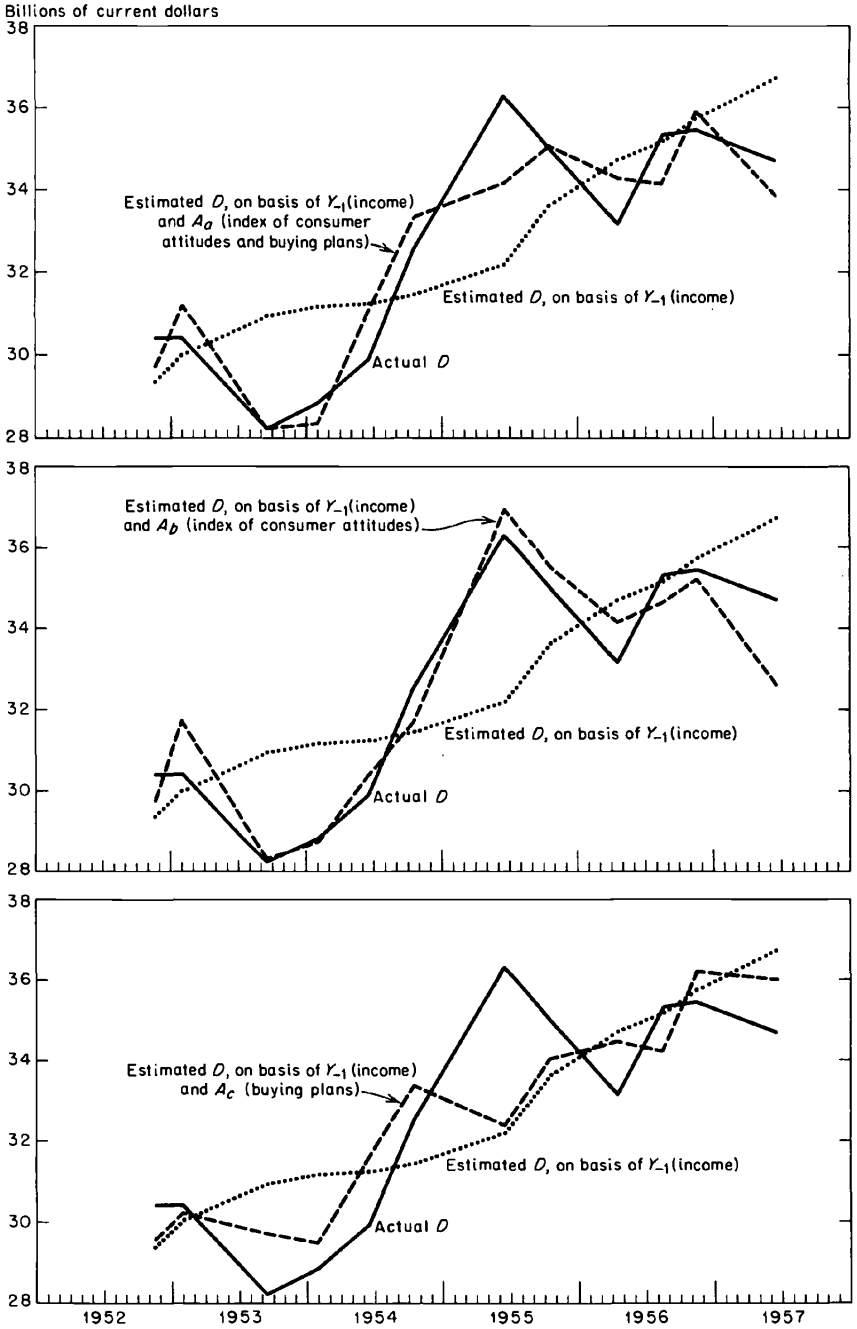 Billions of current dollars
38
36
34
32
30
28
Estimated D, on basis of Y₋₁ (income)
and Aₐ (index of consumer
attitudes and buying plans)
Estimated D, on basis of Y₋₁ (income)
Actual D
38
36
34
32
30
28
Estimated D, on basis of Y₋₁ (income)
and A_b (index of consumer attitudes)
Estimated D, on basis of Y₋₁ (income)
Actual D
38
36
34
32
30
28
Estimated D, on basis of Y₋₁ (income)
and A_c (buying plans)
Estimated D, on basis of Y₋₁ (income)
Actual D
1952 1953 1954 1955 1956 1957